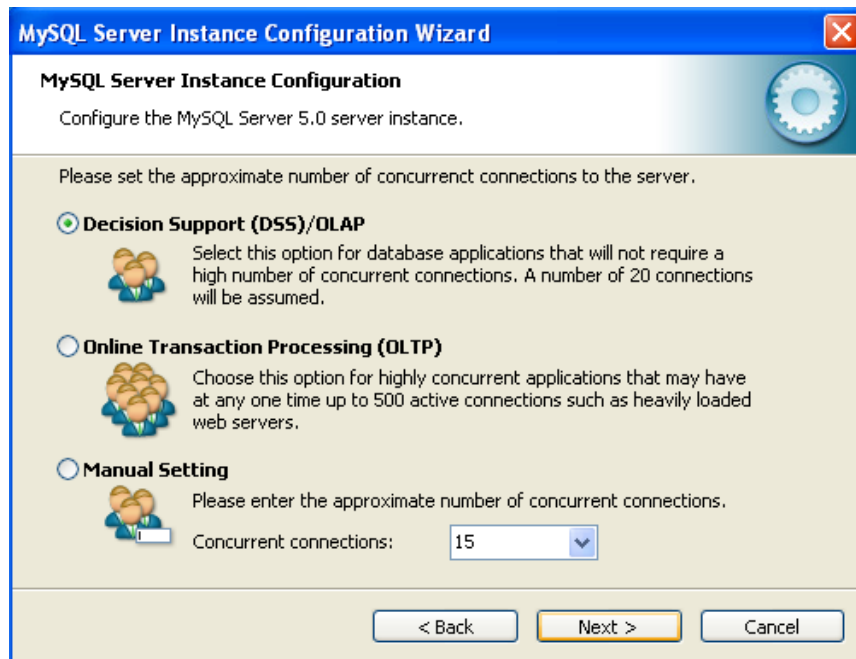 MySQL Server Instance Configuration Wizard
MySQL Server Instance Configuration
Configure the MySQL Server 5.0 server instance.
Please set the approximate number of concurrenct connections to the server.
Decision Support (DSS)/OLAP
Select this option for database applications that will not require a
high number of concurrent connections. A number of 20 connections
will be assumed.
Online Transaction Processing (OLTP)
Choose this option for highly concurrent applications that may have
at any one time up to 500 active connections such as heavily loaded
web servers.
Manual Setting
Please enter the approximate number of concurrent connections.
Concurrent connections: 15
< Back Next > Cancel